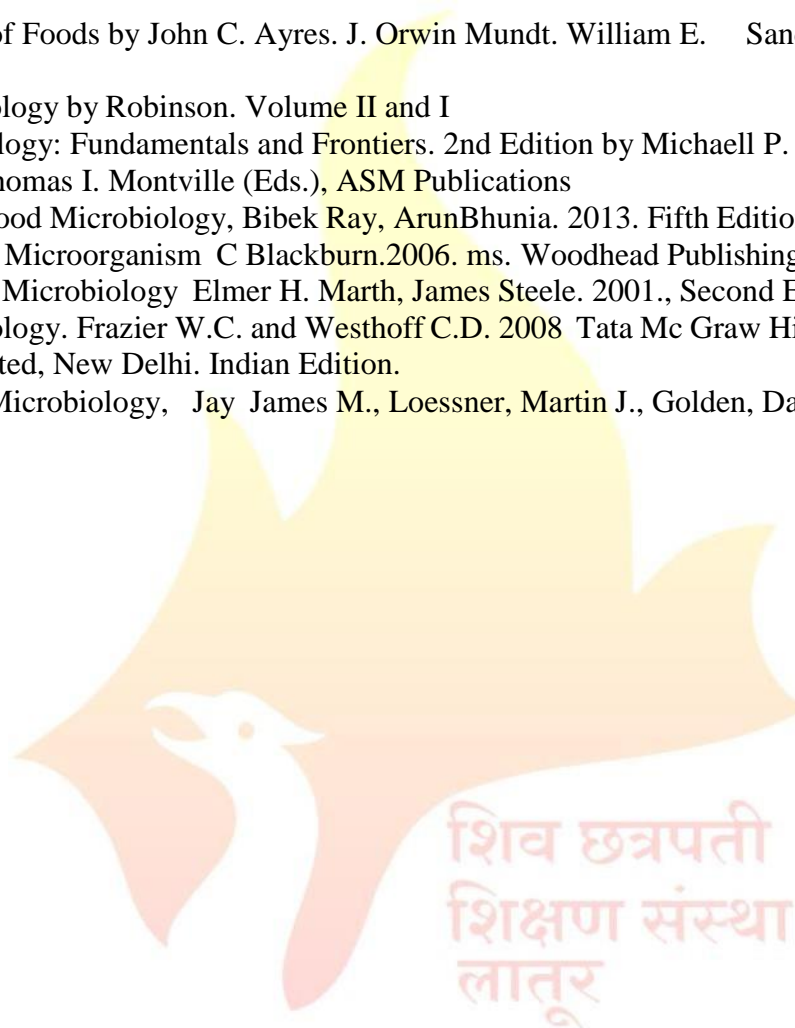 of Foods by John C. Ayres. J. Orwin Mundt. William E. San
ology by Robinson. Volume II and I
logy: Fundamentals and Frontiers. 2nd Edition by Michaell P.
homas I. Montville (Eds.), ASM Publications
ood Microbiology, Bibek Ray, ArunBhunia. 2013. Fifth Editio
Microorganism C Blackburn.2006. ms. Woodhead Publishing
Microbiology Elmer H. Marth, James Steele. 2001., Second E
ology. Frazier W.C. and Westhoff C.D. 2008 Tata Mc Graw Hi
ted, New Delhi. Indian Edition.
Microbiology, Jay James M., Loessner, Martin J., Golden, Da
शिव छत्रपती
शिक्षण संस्था
लातूर